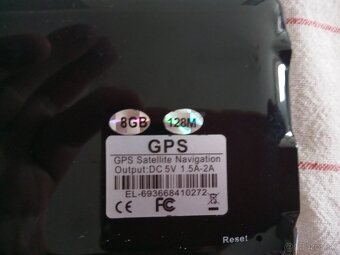 8GB 128M
GPS
GPS Satellite Navigation
Output:DC 5V 1.5A-2A
EL-693668410272
CE FC
Reset